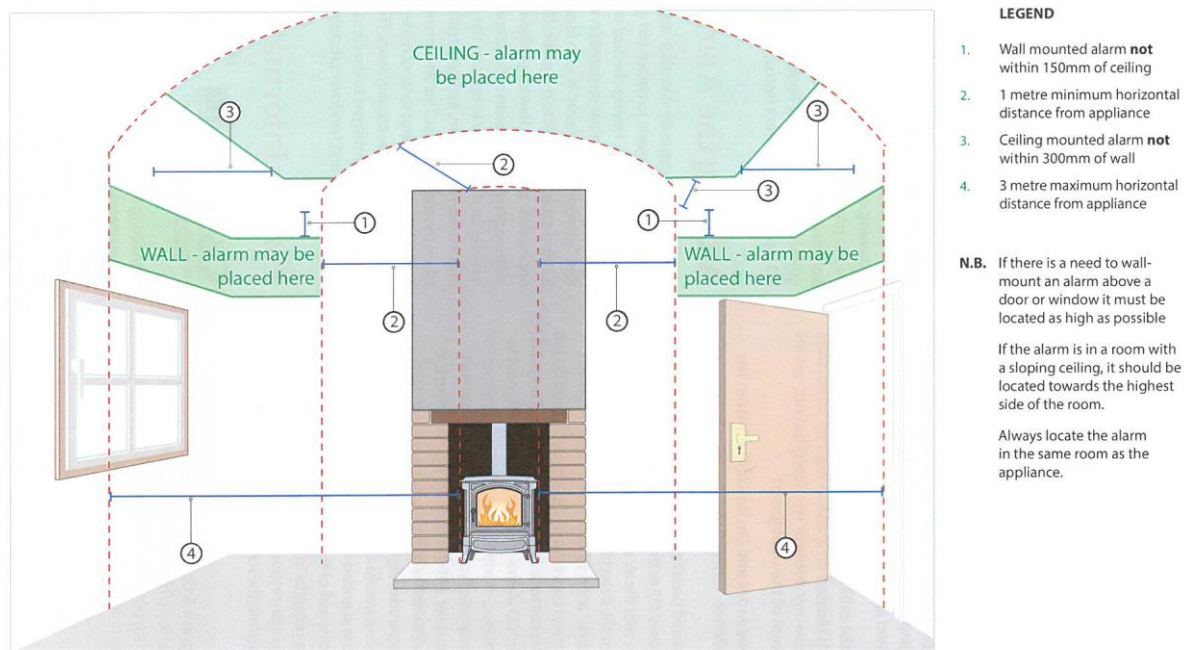 CEILING - alarm may
be placed here
3
3
2
3
1
1
WALL - alarm may be
placed here
WALL - alarm may be
placed here
2
2
4
4
LEGEND
1. Wall mounted alarm not
within 150mm of ceiling
2. 1 metre minimum horizontal
distance from appliance
3. Ceiling mounted alarm not
within 300mm of wall
4. 3 metre maximum horizontal
distance from appliance
N.B. If there is a need to wall-
mount an alarm above a
door or window it must be
located as high as possible
If the alarm is in a room with
a sloping ceiling, it should be
located towards the highest
side of the room.
Always locate the alarm
in the same room as the
appliance.